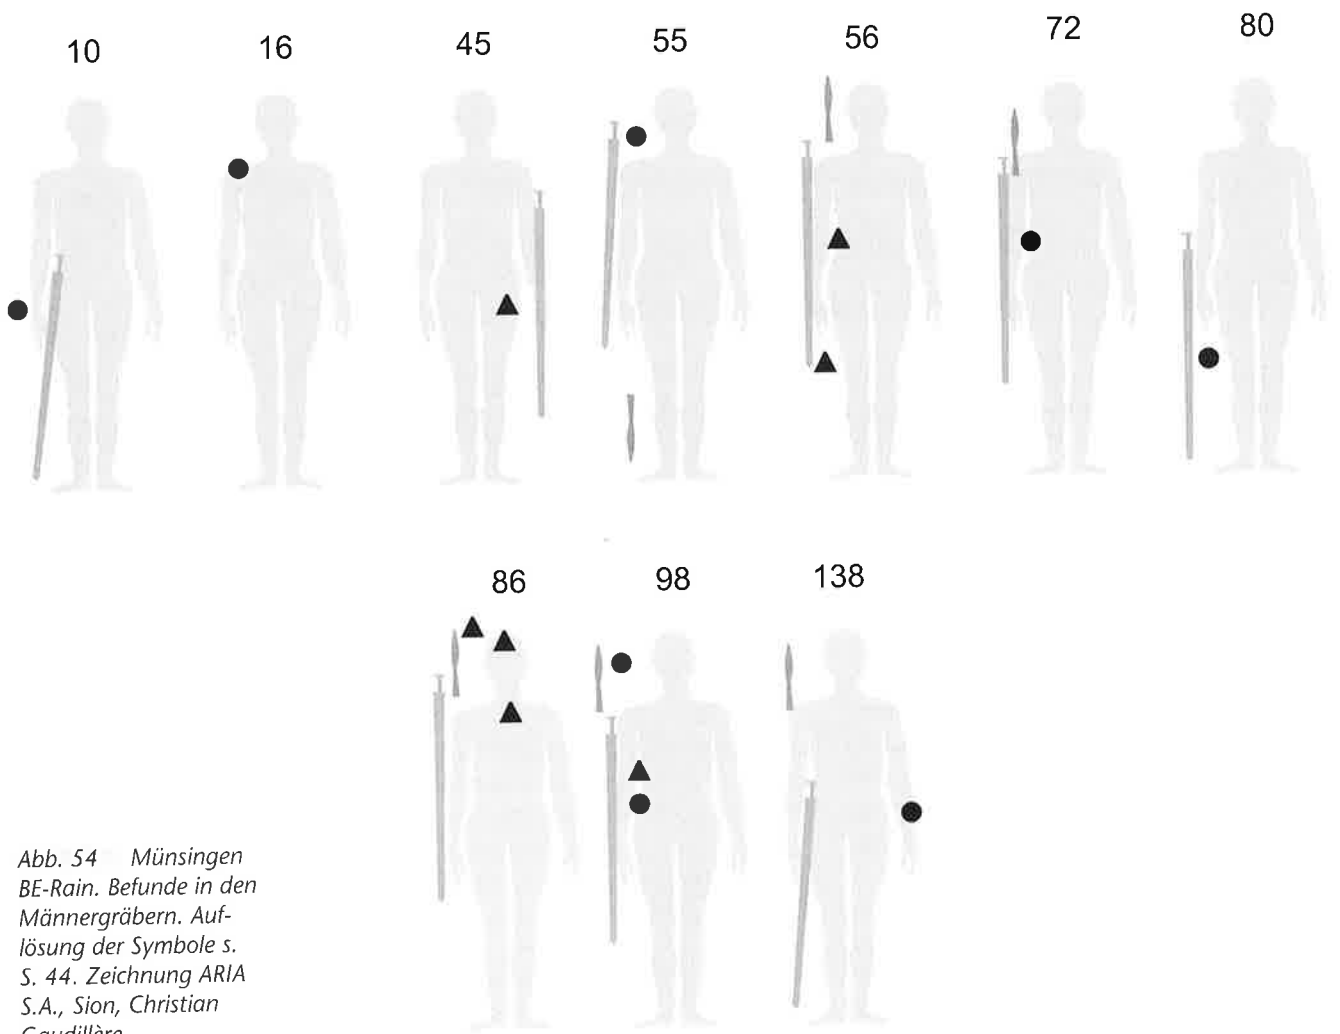 10
16
45
55
56
72
80
86
98
138
Abb. 54 Münsingen
BE-Rain. Befunde in den
Männergräbern. Auf-
lösung der Symbole s.
S. 44. Zeichnung ARIA
S.A., Sion, Christian